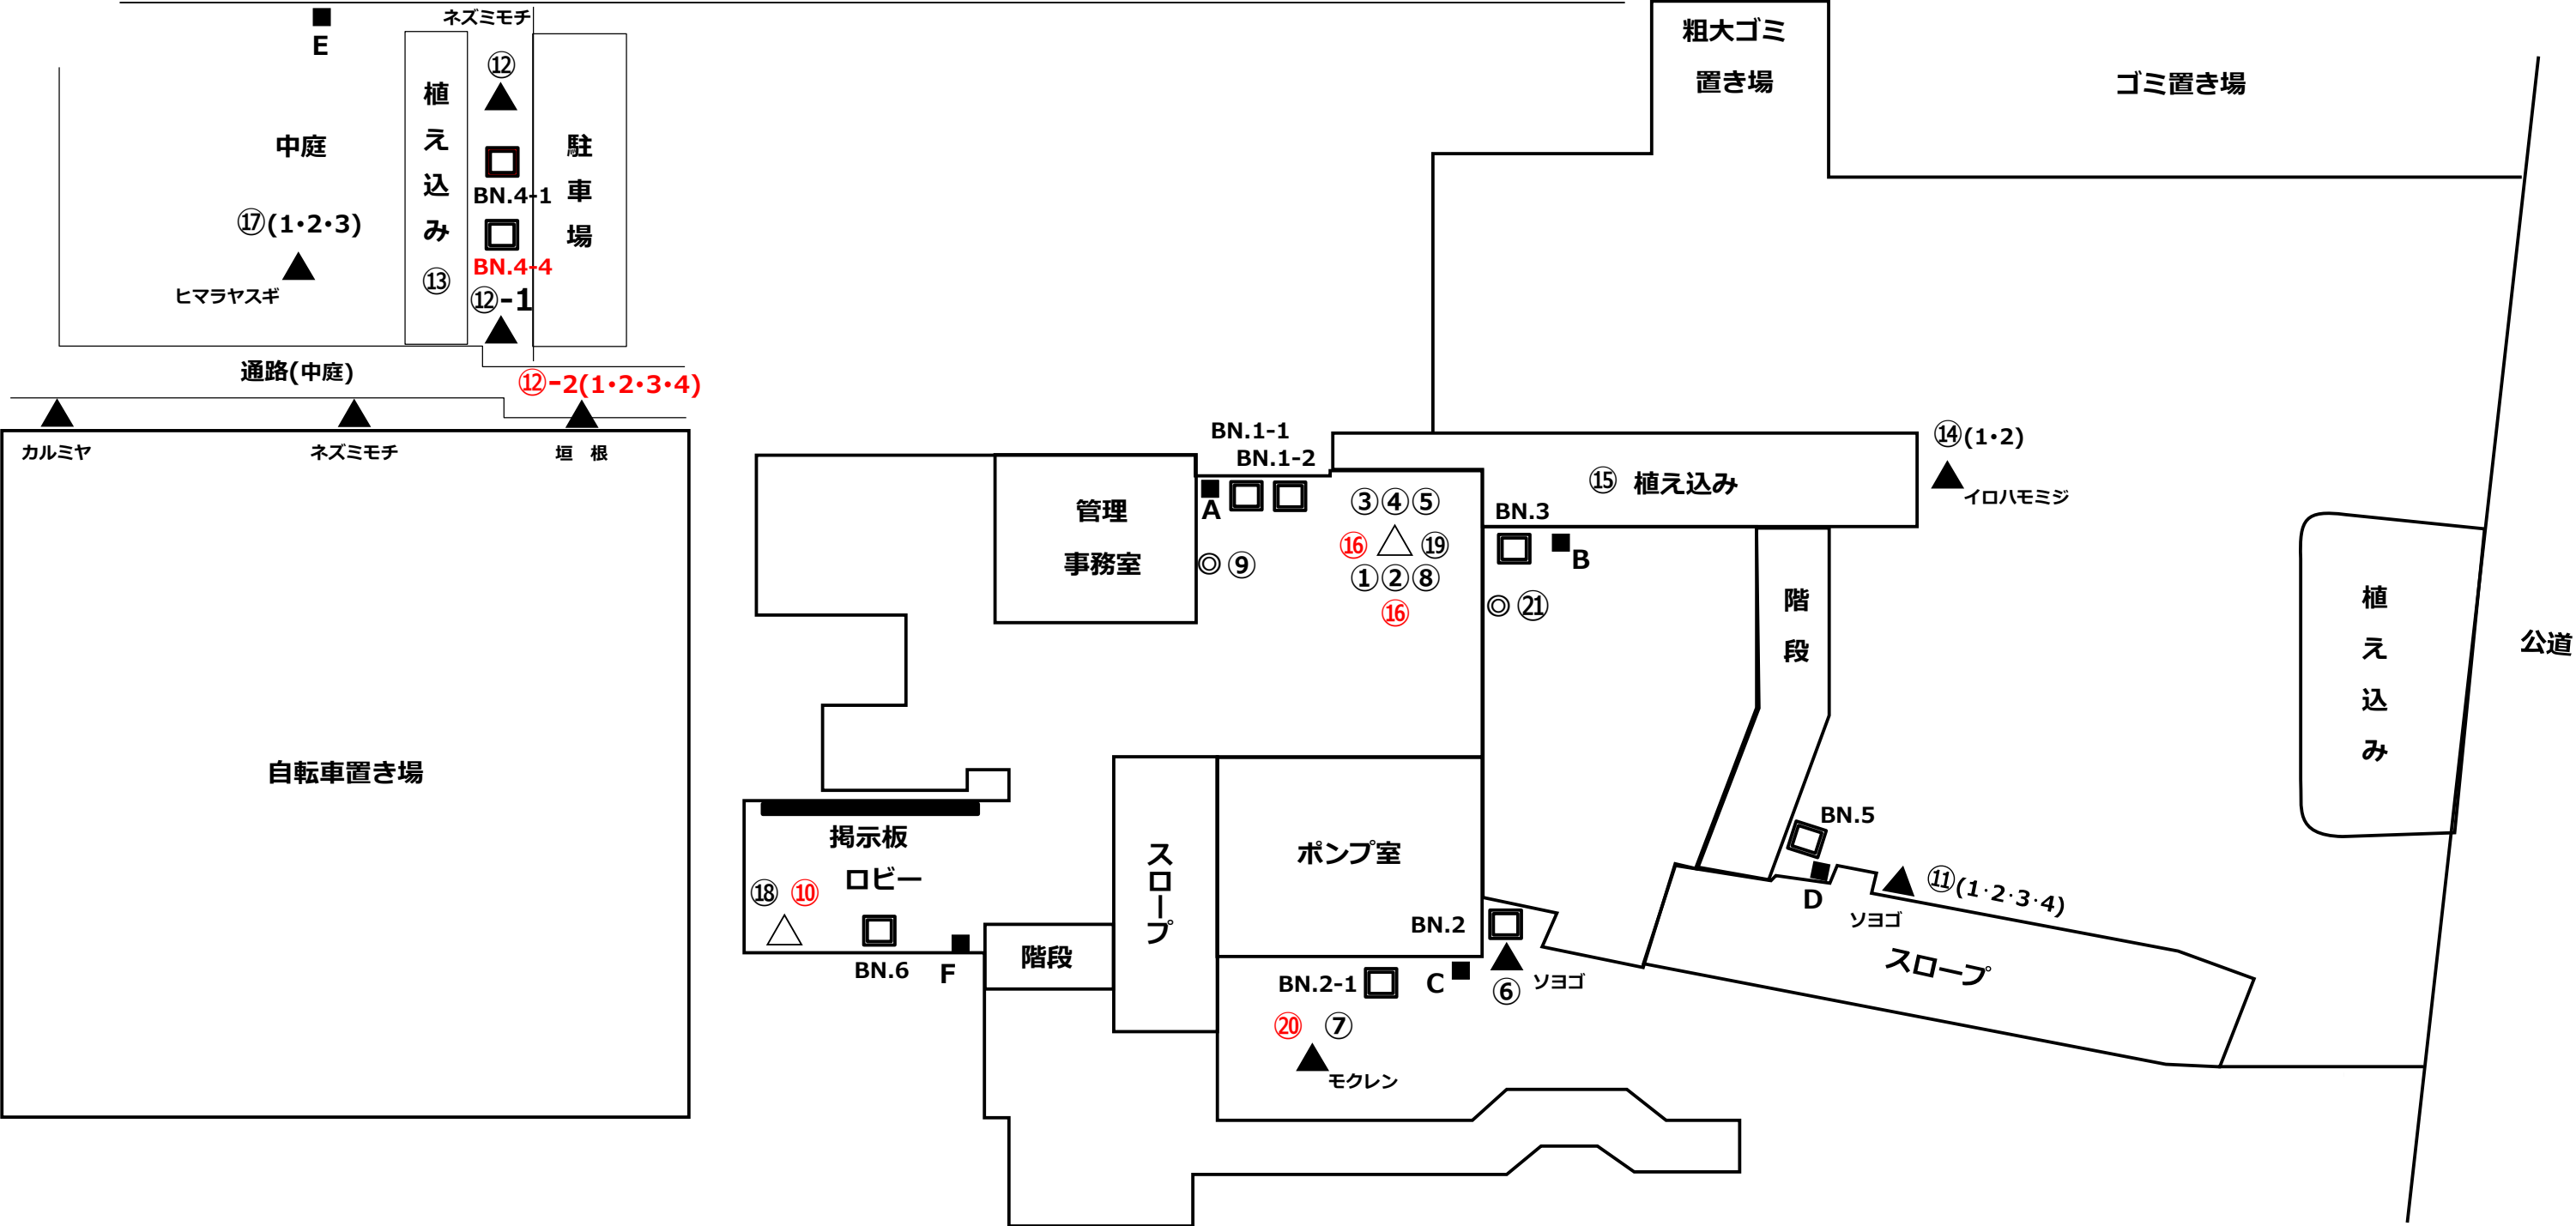 ネズミモチ
E
⑫
植え込み
駐車場
中庭
BN.4-1
⑰(1・2・3)
BN.4-4
⑬
⑫-1
ヒマラヤスギ
通路(中庭)
⑫-2(1・2・3・4)
カルミヤ
ネズミモチ
垣 根
自転車置き場
粗大ゴミ
置き場
ゴミ置き場
BN.1-1
BN.1-2
A
管理
事務室
◎⑨
③④⑤
⑯△⑲
①②⑧
⑯
⑮ 植え込み
⑭(1・2)
イロハモミジ
BN.3
B
◎㉑
階段
植え込み
公道
掲示板
ロビー
⑱ ⑩
BN.6
F
階段
スロープ
ポンプ室
BN.2
BN.2-1
C
⑥
ソヨゴ
⑳ ⑦
モクレン
BN.5
D
⑪(1・2・3・4)
ソヨゴ
スロープ